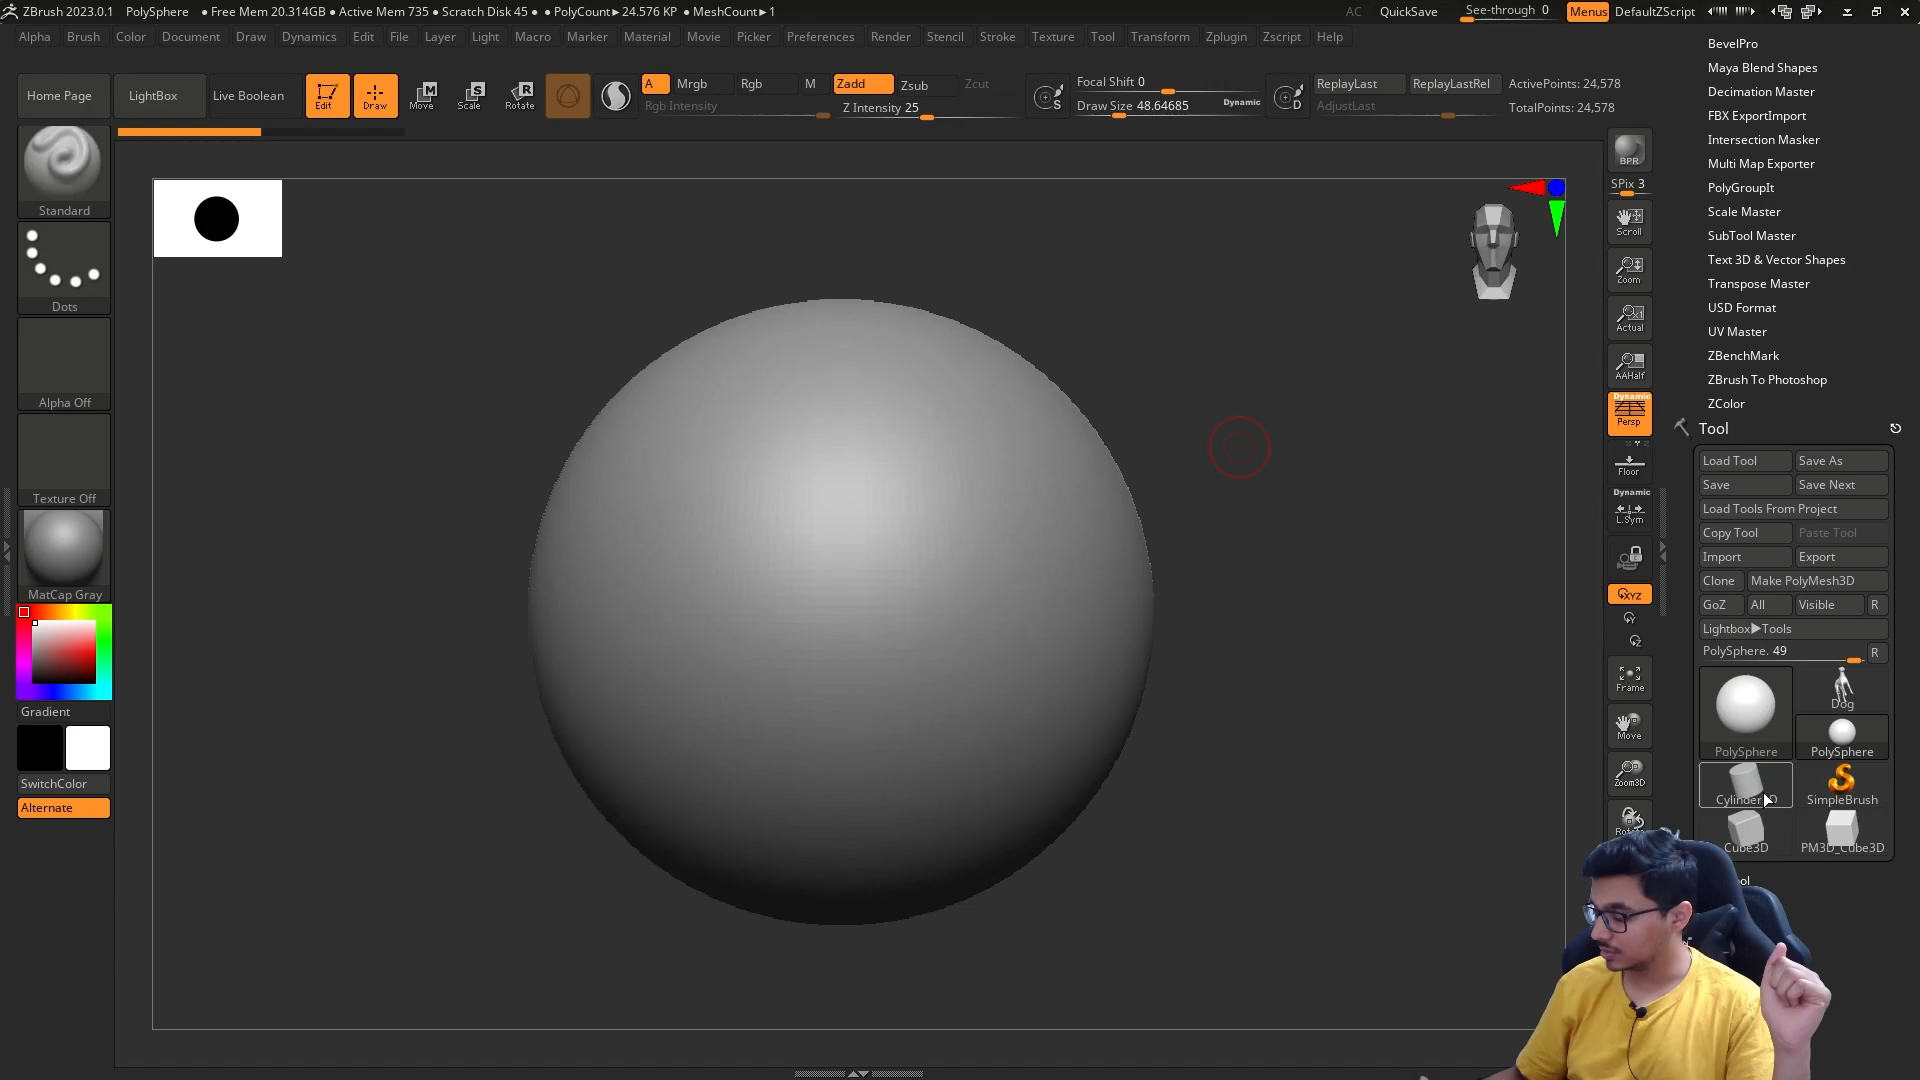 ZBrush 2023.0.1 PolySphere ● Free Mem 20.314GB ● Active Mem 735 ● Scratch Disk 45 ● ● PolyCount►24.576 KP ● MeshCount►1 AC QuickSave See-through 0 Menus DefaultZScript
Alpha Brush Color Document Draw Dynamics Edit File Layer Light Macro Marker Material Movie Picker Preferences Render Stencil Stroke Texture Tool Transform Zplugin Zscript Help
Home Page LightBox Live Boolean Edit Draw Move Scale Rotate
A Mrgb Rgb M Zadd Zsub Zcut
Rgb Intensity Z Intensity 25
S Focal Shift 0
Draw Size 48.64685 Dynamic
D ReplayLast ReplayLastRel ActivePoints: 24,578
AdjustLast TotalPoints: 24,578
Standard
Dots
Alpha Off
Texture Off
MatCap Gray
Gradient
SwitchColor
Alternate
BPR
SPix 3
Scroll
Zoom
Actual
AAHalf
Dynamic
Persp
Floor
Dynamic
L.Sym
XYZ
Y
Z
Frame
Move
Zoom3D
BevelPro
Maya Blend Shapes
Decimation Master
FBX ExportImport
Intersection Masker
Multi Map Exporter
PolyGroupIt
Scale Master
SubTool Master
Text 3D & Vector Shapes
Transpose Master
USD Format
UV Master
ZBenchMark
ZBrush To Photoshop
ZColor
Tool
Load Tool Save As
Save Save Next
Load Tools From Project
Copy Tool Paste Tool
Import Export
Clone Make PolyMesh3D
GoZ All Visible R
Lightbox►Tools
PolySphere. 49 R
Dog
PolySphere PolySphere
SimpleBrush
Cube3D PM3D_Cube3D